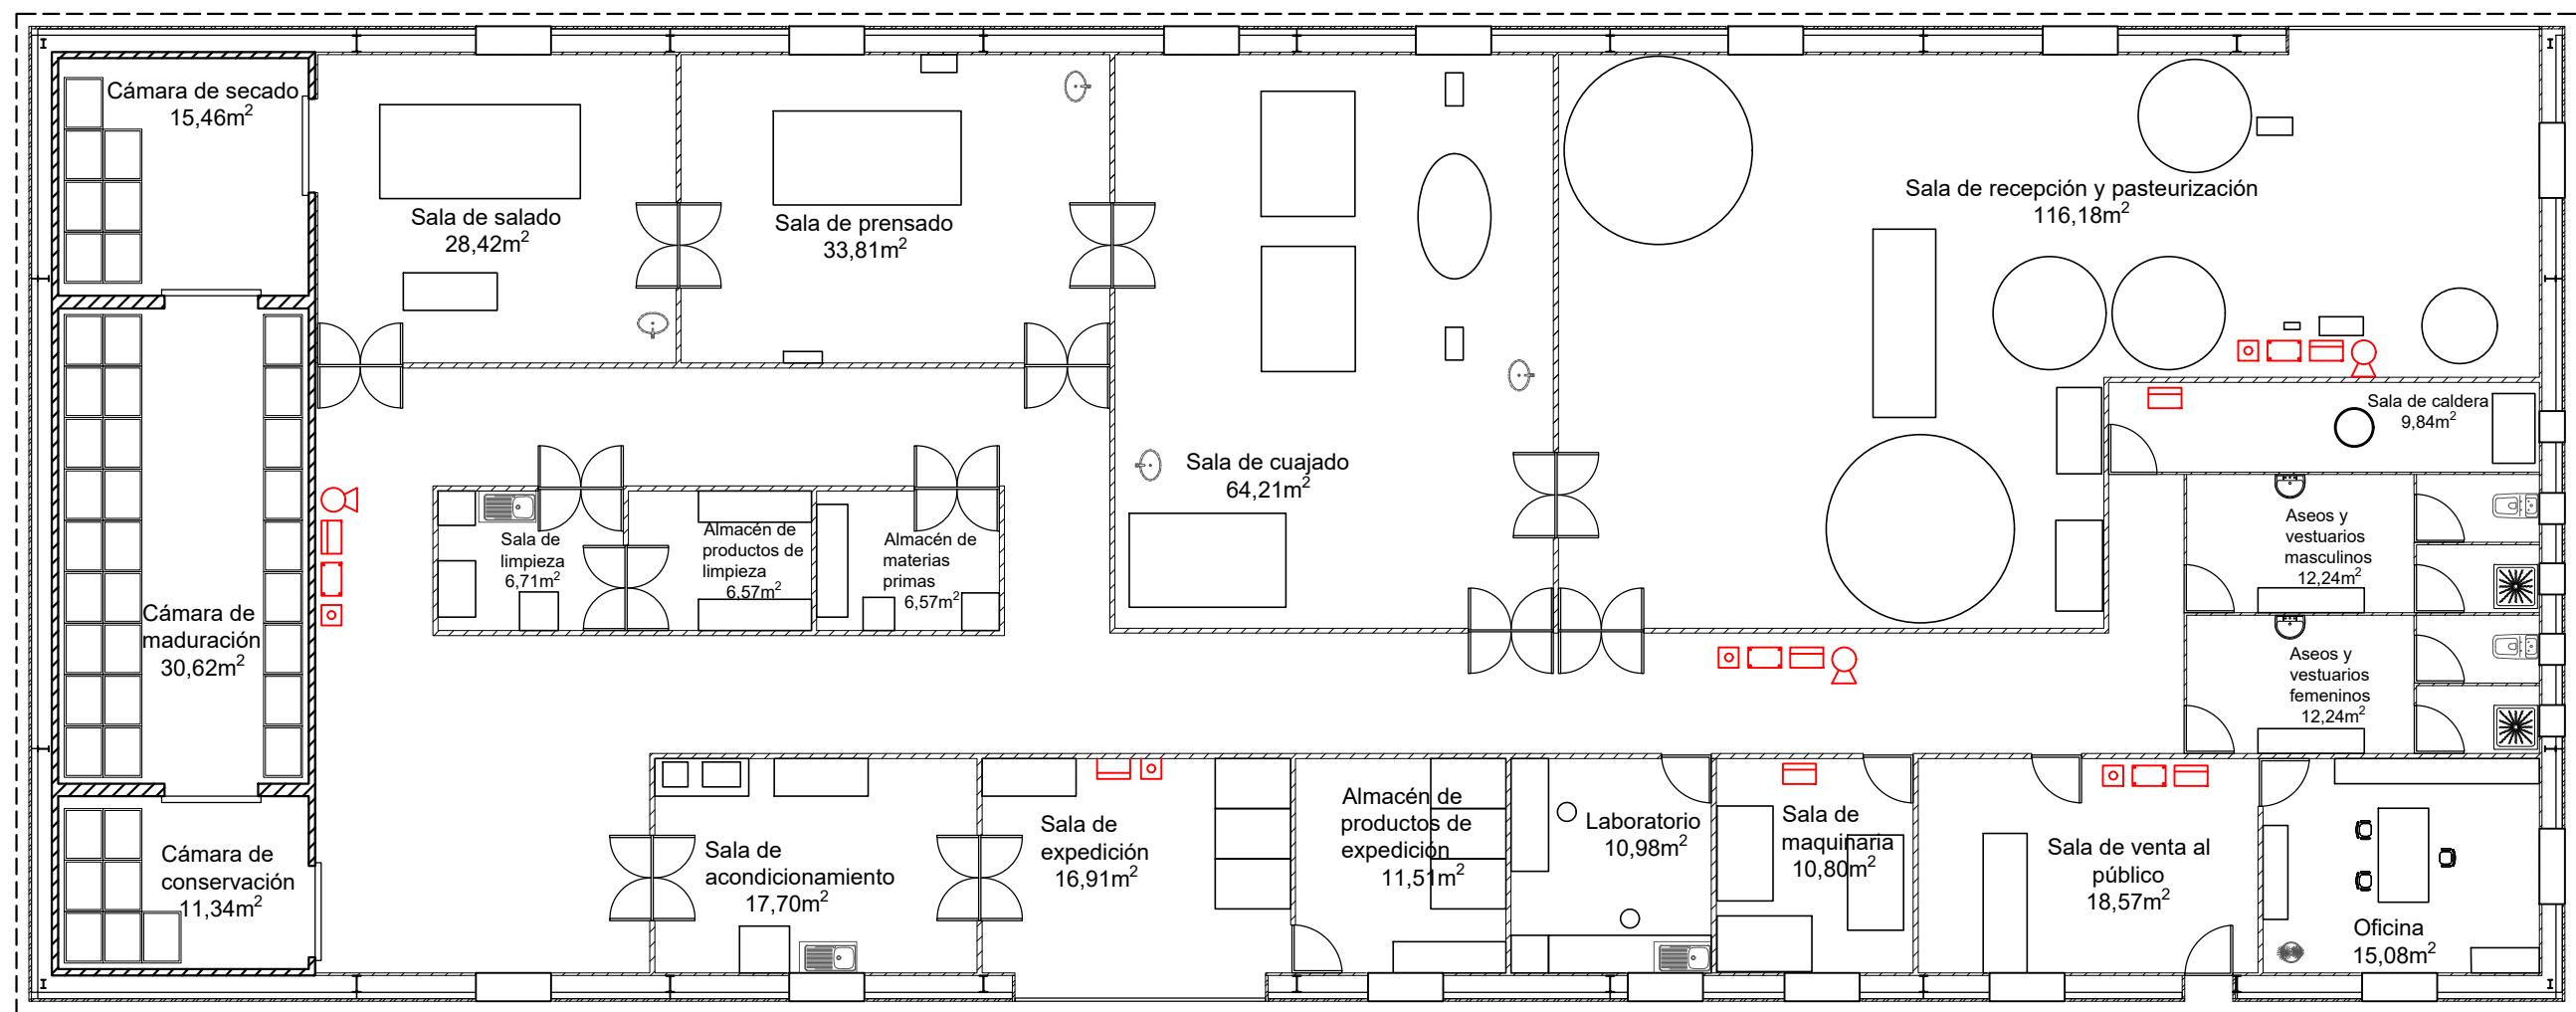 Cámara de secado
15,46m²
Sala de salado
28,42m²
Sala de prensado
33,81m²
Sala de recepción y pasteurización
116,18m²
Sala de caldera
9,84m²
Sala de cuajado
64,21m²
Sala de
limpieza
6,71m²
Almacén de
productos de
limpieza
6,57m²
Almacén de
materias
primas
6,57m²
Aseos y
vestuarios
masculinos
12,24m²
Cámara de
maduración
30,62m²
Aseos y
vestuarios
femeninos
12,24m²
Cámara de
conservación
11,34m²
Sala de
acondicionamiento
17,70m²
Sala de
expedición
16,91m²
Almacén de
productos de
expedición
11,51m²
Laboratorio
10,98m²
Sala de
maquinaria
10,80m²
Sala de venta al
público
18,57m²
Oficina
15,08m²